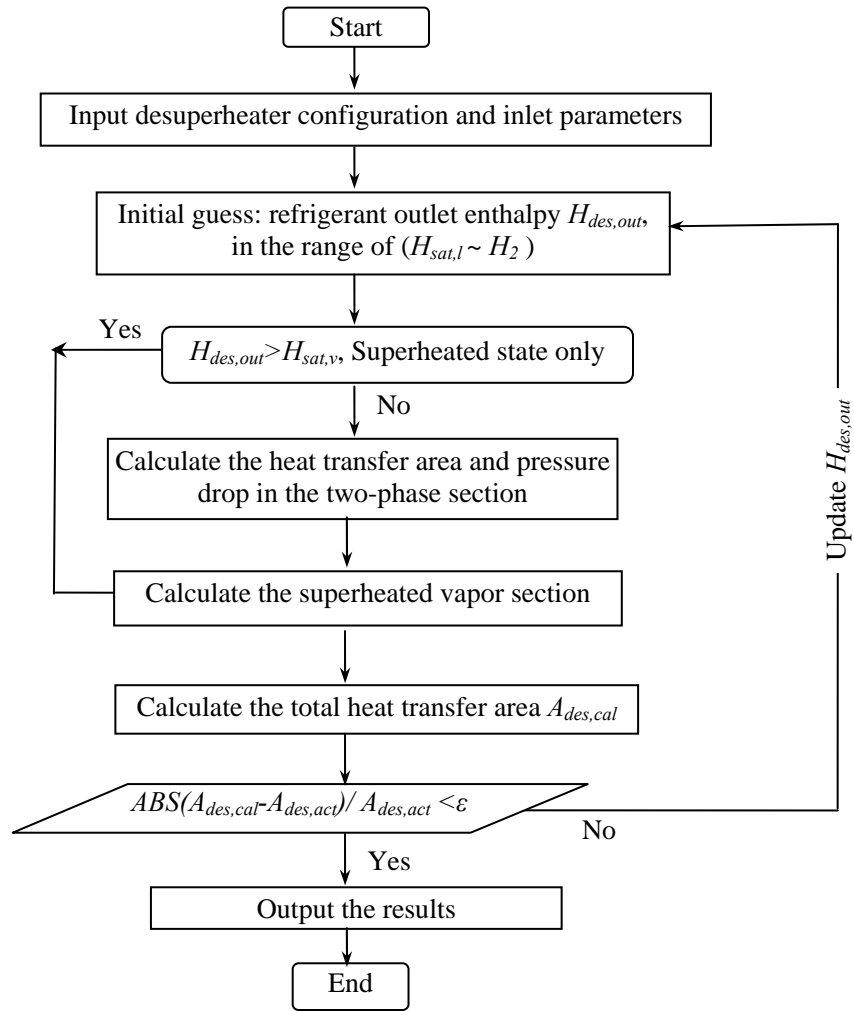 Start
Input desuperheater configuration and inlet parameters
Initial guess: refrigerant outlet enthalpy H_des,out,
in the range of (H_sat,l ~ H_2 )
Yes
H_des,out>H_sat,v, Superheated state only
No
Calculate the heat transfer area and pressure
drop in the two-phase section
Update H_des,out
Calculate the superheated vapor section
Calculate the total heat transfer area A_des,cal
ABS(A_des,cal-A_des,act)/ A_des,act <ε
No
Yes
Output the results
End